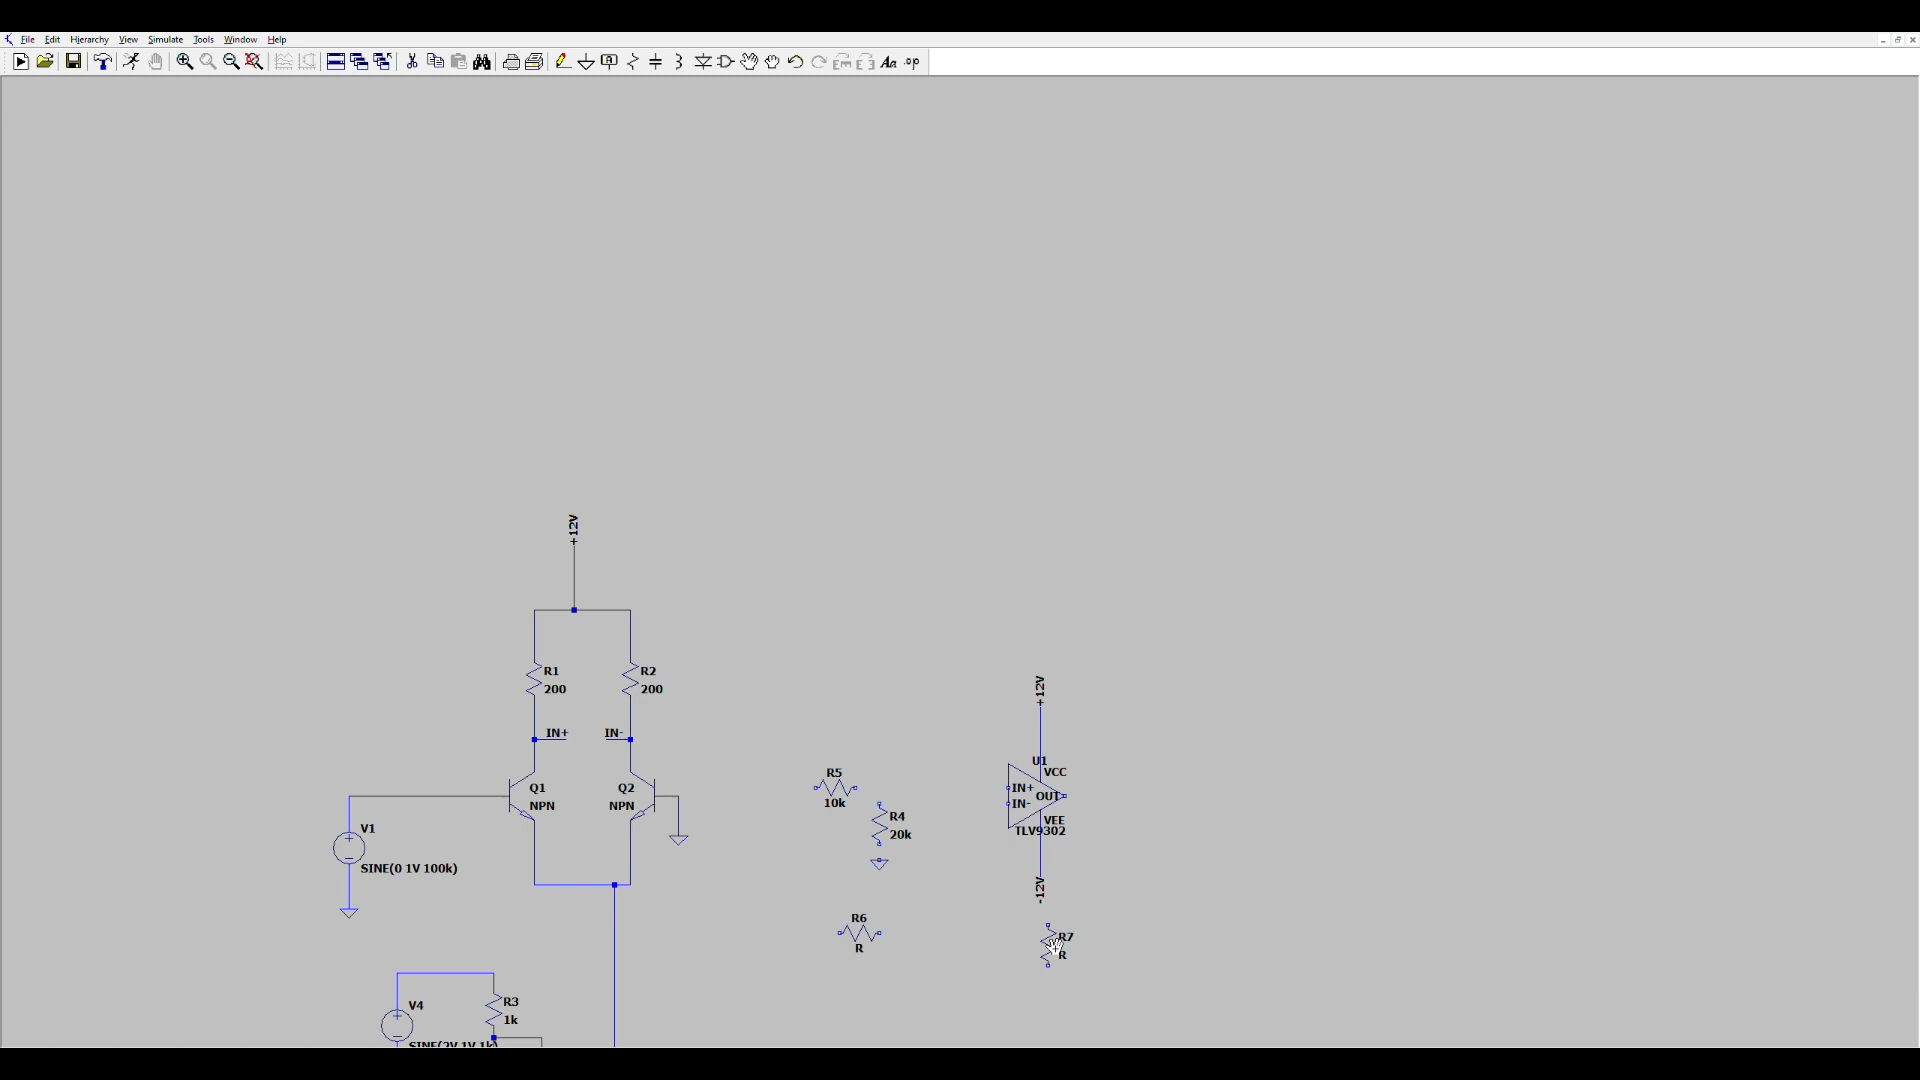 File Edit Hierarchy View Simulate Tools Window Help
A
Aa .op
+12V
R1
200
R2
200
IN+ IN-
Q1
NPN
Q2
NPN
V1
SINE(0 1V 100k)
V4
SINE(2V 1V 1k)
R3
1k
R5
10k
R4
20k
R6
R
+12V
U1
VCC
IN+
IN-
OUT
VEE
TLV9302
-12V
R7
R